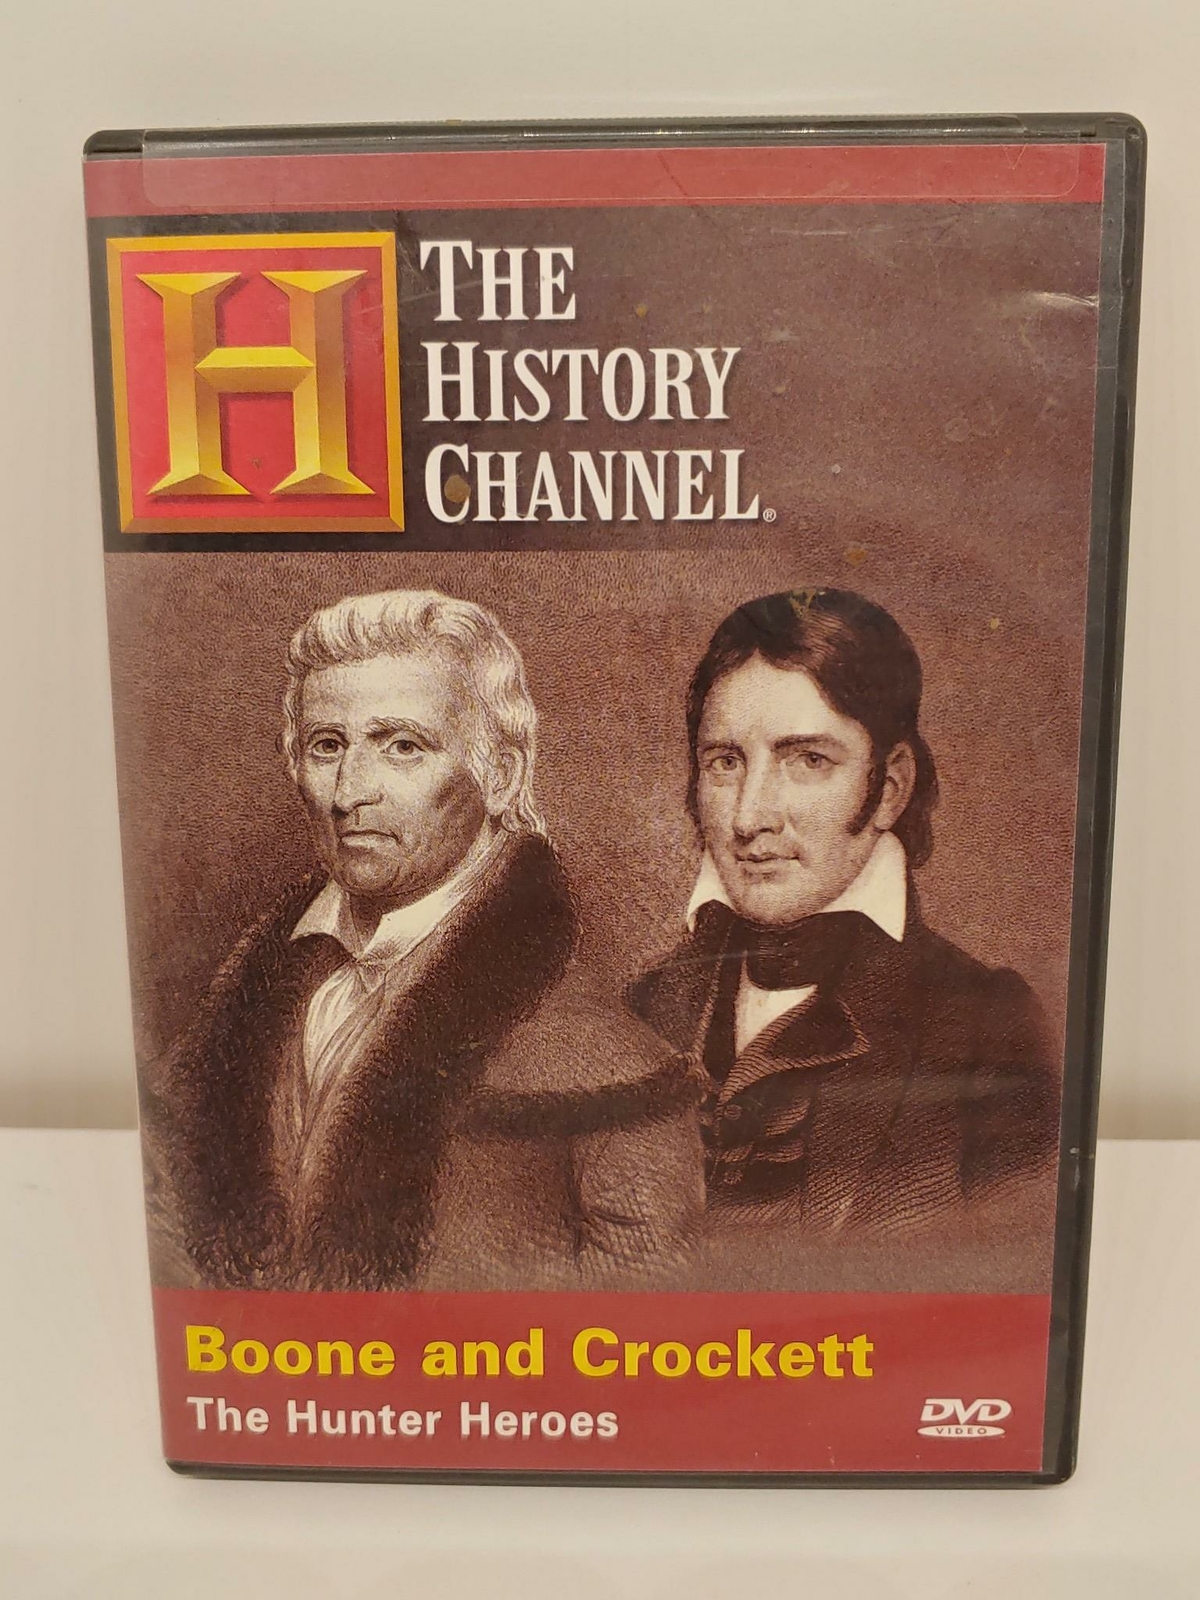 H
THE
HISTORY
CHANNEL®
Boone and Crockett
The Hunter Heroes
DVD
VIDEO